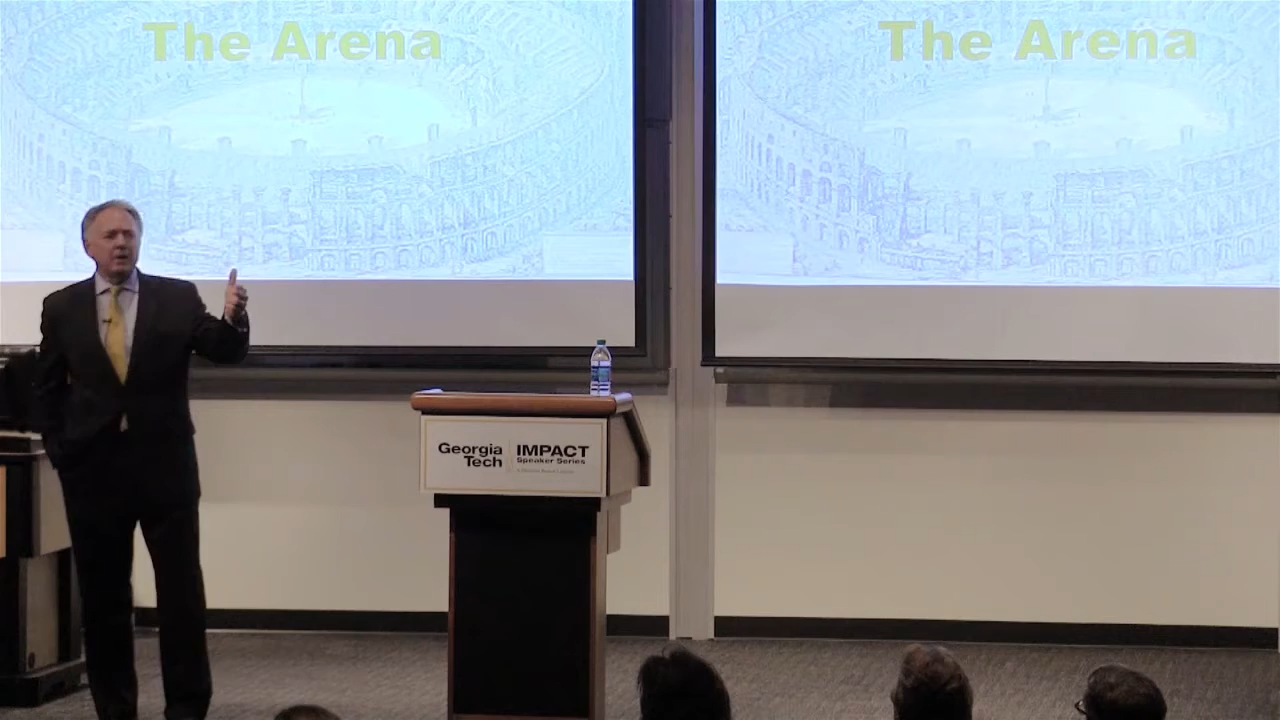 The Arena
The Arena
Georgia Tech
IMPACT
Speaker Series